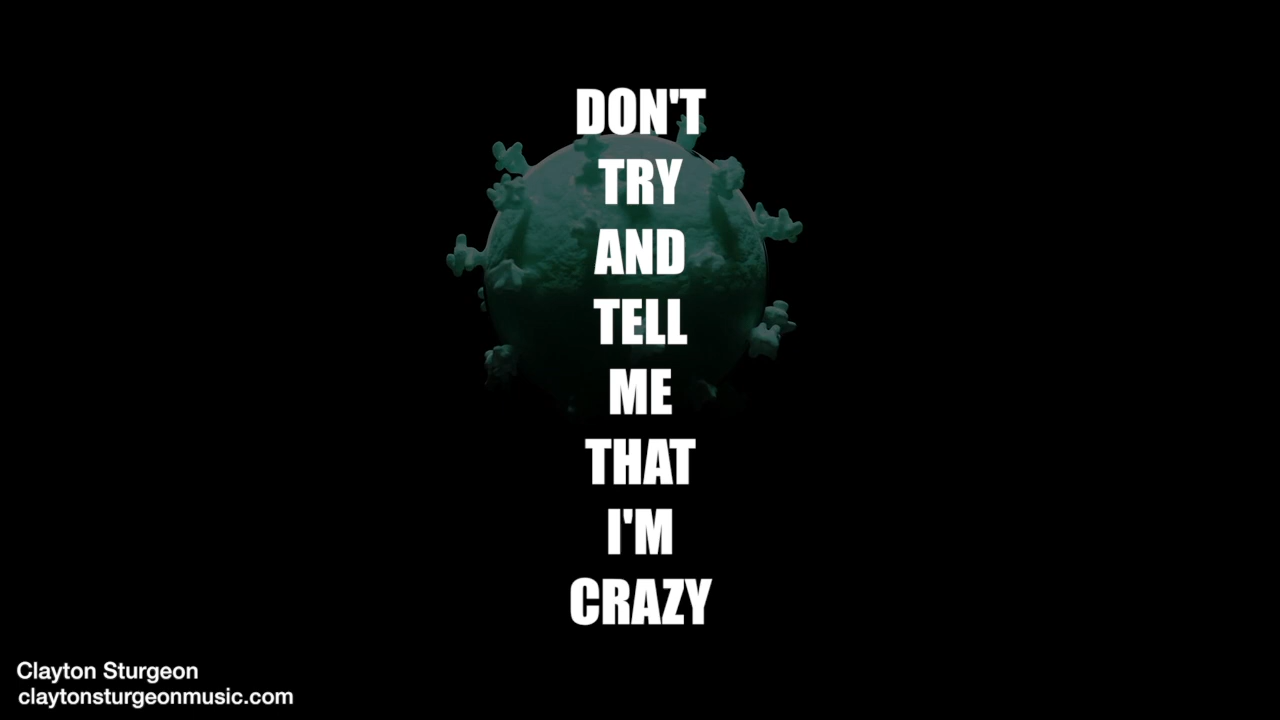 DON'T
TRY
AND
TELL
ME
THAT
I'M
CRAZY
Clayton Sturgeon
claytonsturgeonmusic.com